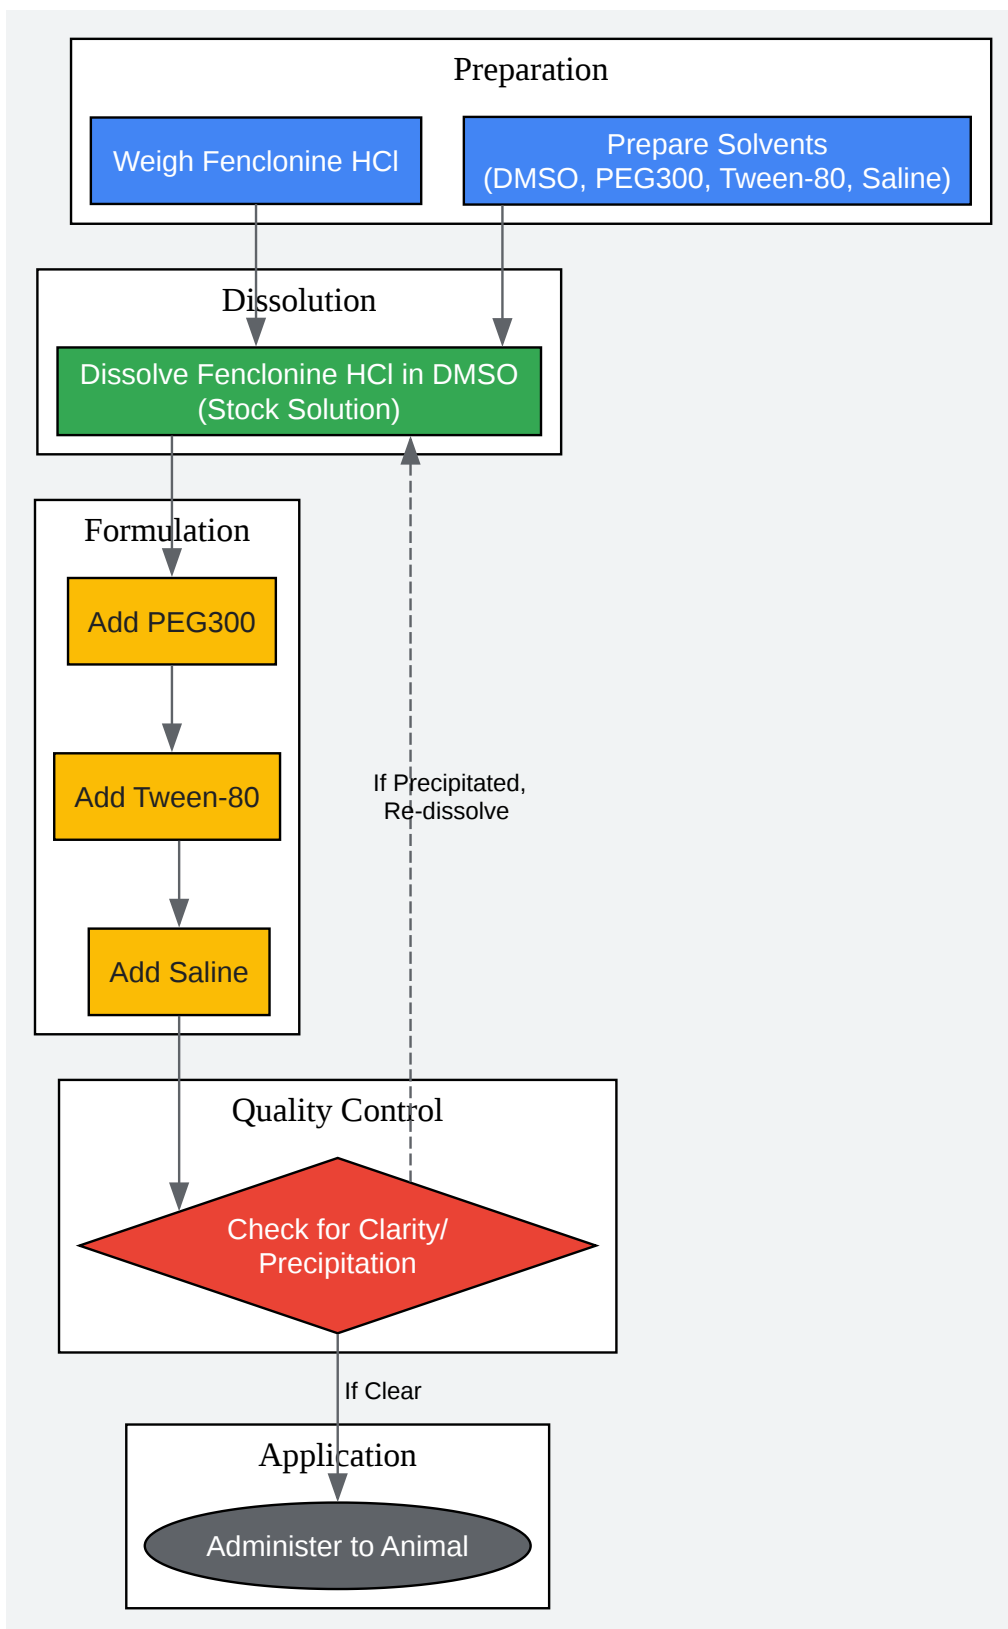 Preparation
Weigh Fenclonine HCl
Prepare Solvents
(DMSO, PEG300, Tween-80, Saline)
Dissolution
Dissolve Fenclonine HCl in DMSO
(Stock Solution)
Formulation
Add PEG300
Add Tween-80
If Precipitated,
Re-dissolve
Add Saline
Quality Control
Check for Clarity/
Precipitation
If Clear
Application
Administer to Animal